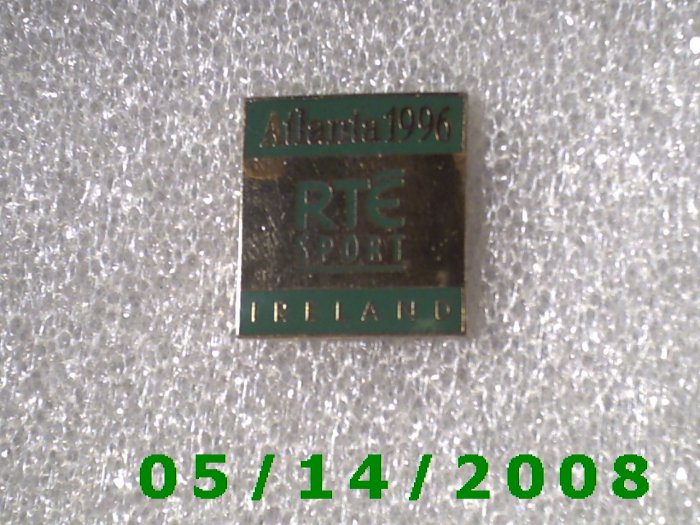 Atlanta 1996
RTÉ
SPORT
IRELAND
05/14/2008